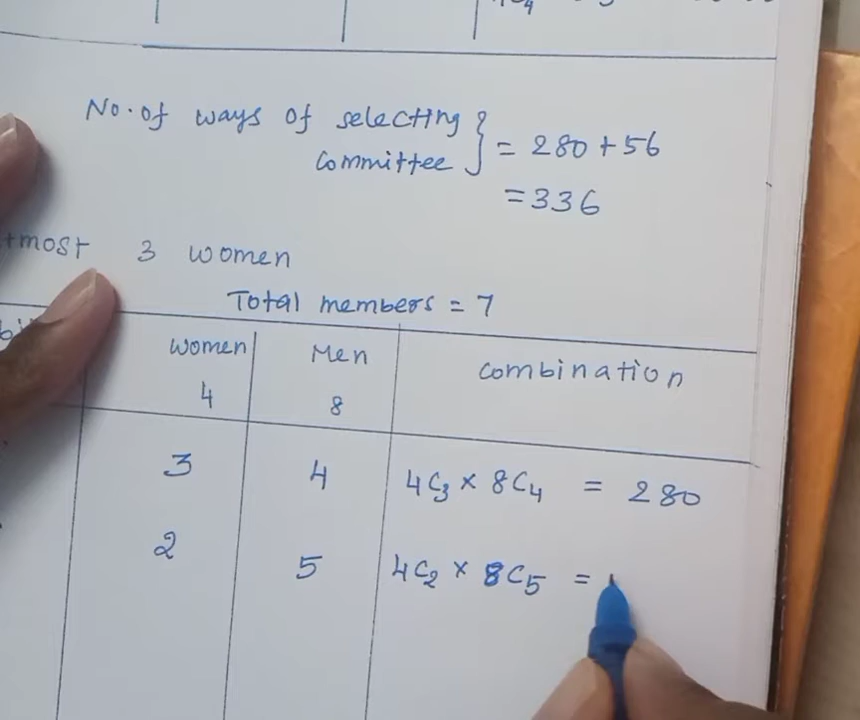 No. of ways of selecting
committee } = 280 + 56
= 336
3 women
Total members = 7
women Men combination
4 8
3 4 4C3 × 8C4 = 280
2 5 4C2 × 8C5 =